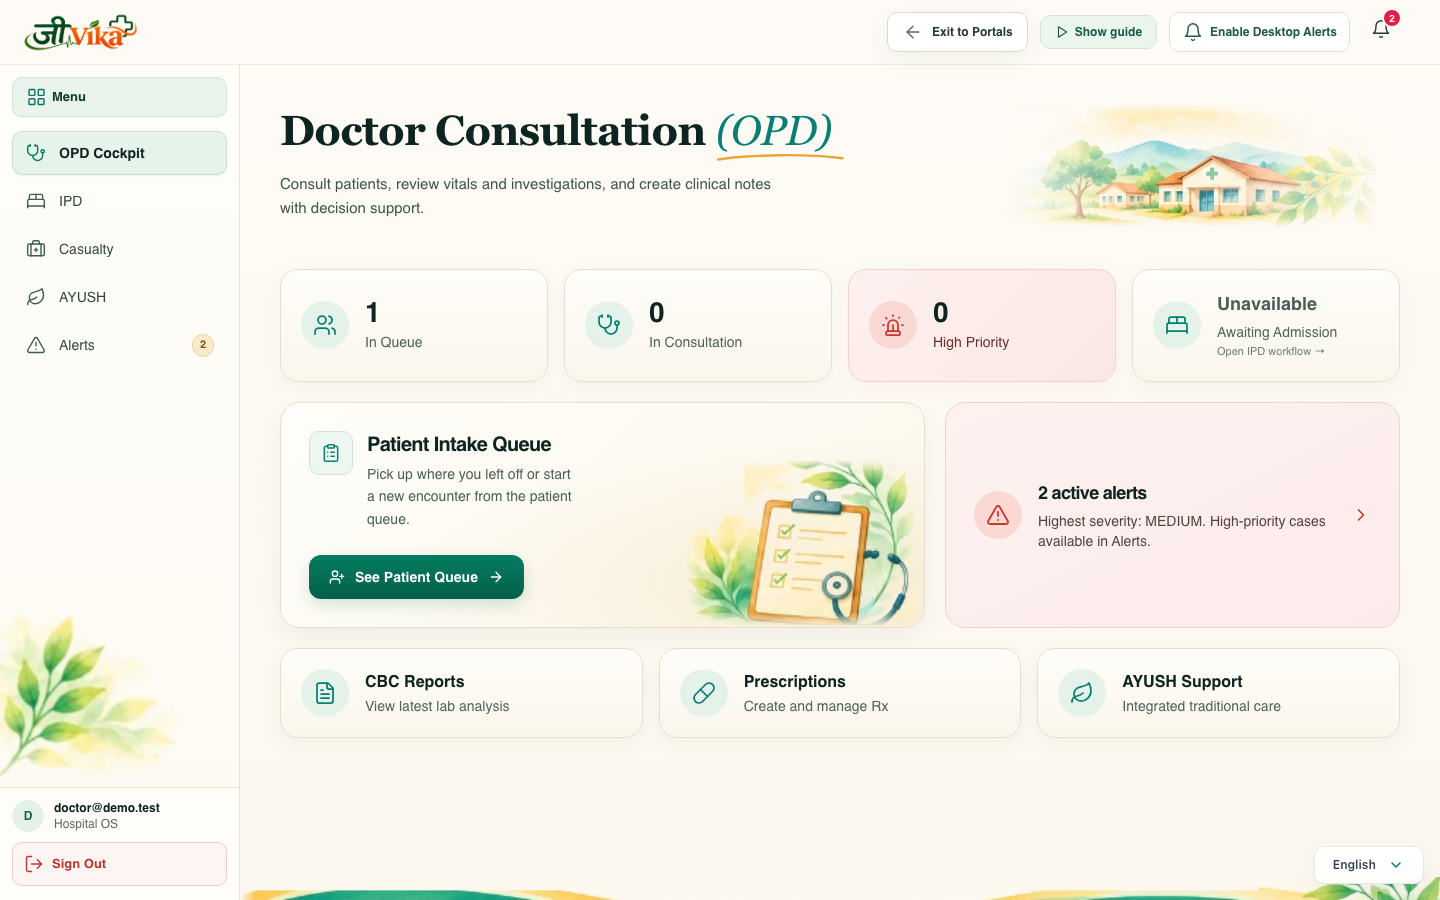 जीvika
Exit to Portals
Show guide
Enable Desktop Alerts
2
Menu
OPD Cockpit
IPD
Casualty
AYUSH
Alerts
2
doctor@demo.test
D
Hospital OS
Sign Out
Doctor Consultation (OPD)
Consult patients, review vitals and investigations, and create clinical notes
with decision support.
1
In Queue
0
In Consultation
0
High Priority
Unavailable
Awaiting Admission
Open IPD workflow →
Patient Intake Queue
Pick up where you left off or start
a new encounter from the patient
queue.
See Patient Queue
2 active alerts
Highest severity: MEDIUM. High-priority cases
available in Alerts.
CBC Reports
View latest lab analysis
Prescriptions
Create and manage Rx
AYUSH Support
Integrated traditional care
English